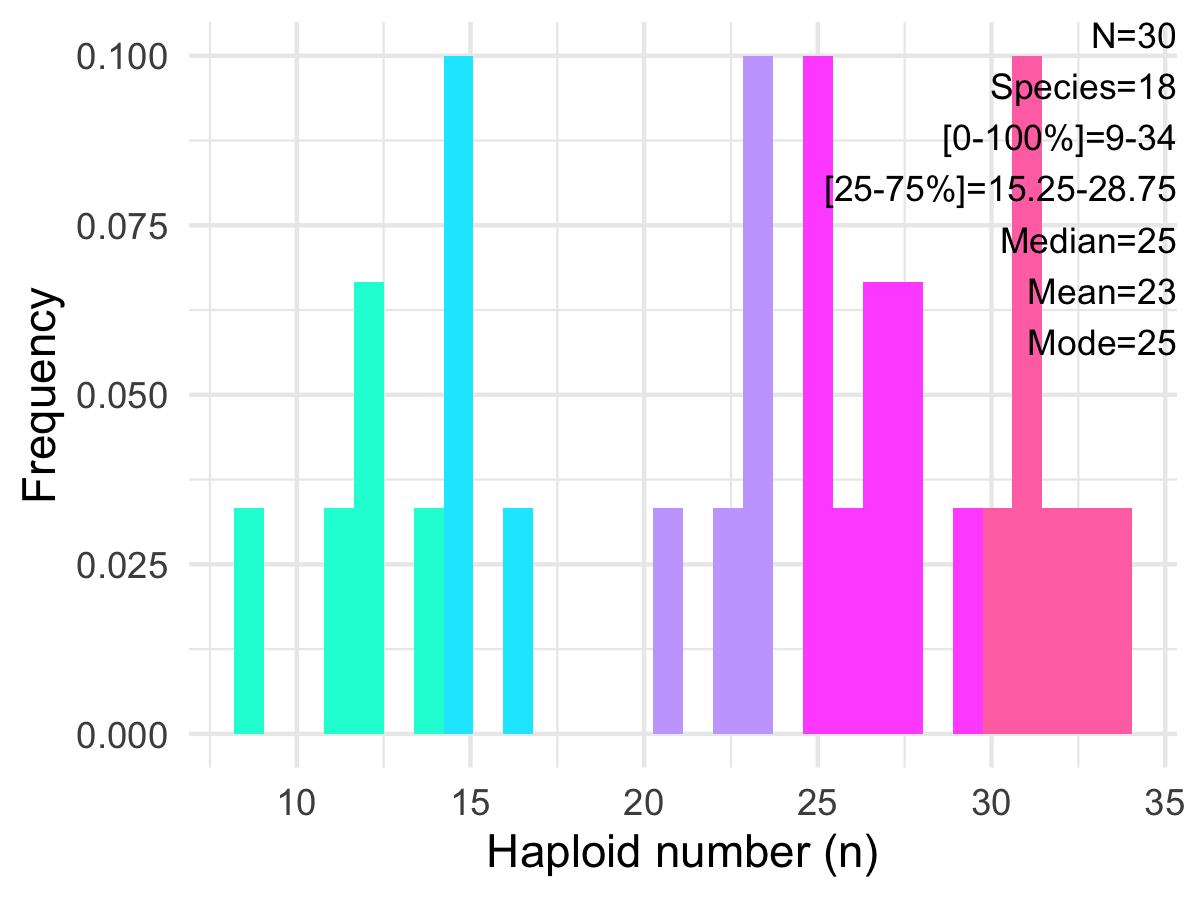 N=30
Species=18
[0-100%]=9-34
[25-75%]=15.25-28.75
Median=25
Mean=23
Mode=25
0.100
0.075
0.050
0.025
0.000
Frequency
10 15 20 25 30 35
Haploid number (n)